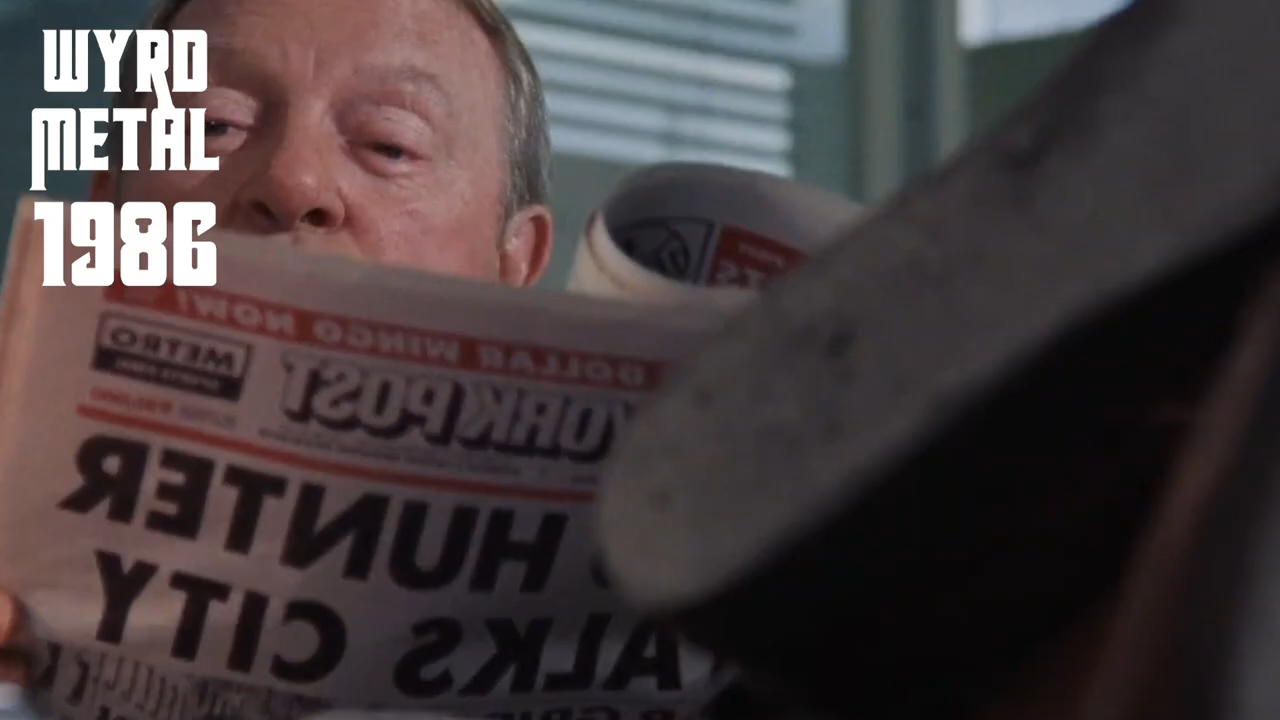 WYRD
METAL
1986
DOLLAR WINGO NOW!
METRO
YORK POST
HUNTER
ALKS CITY